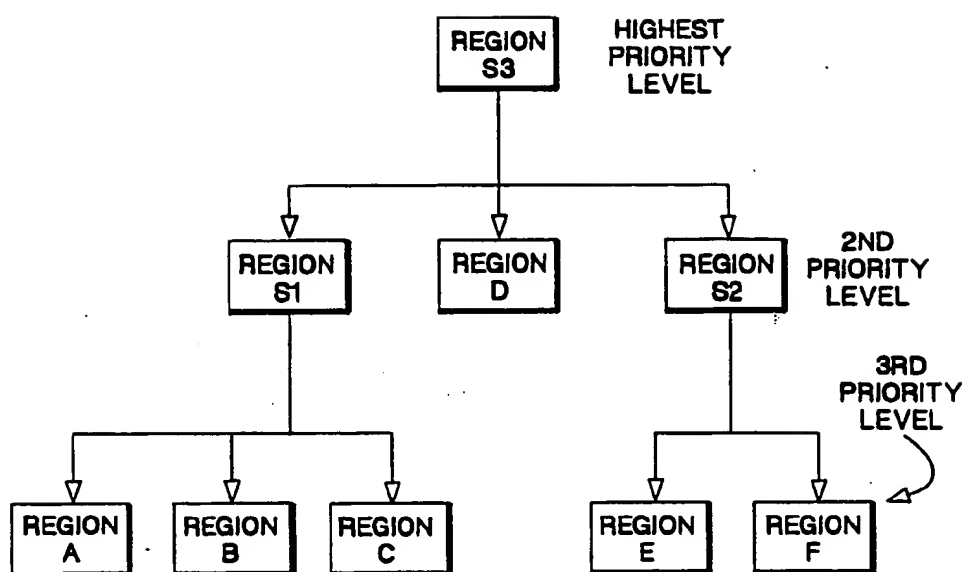 REGION
S3
HIGHEST
PRIORITY
LEVEL
REGION
S1
REGION
D
REGION
S2
2ND
PRIORITY
LEVEL
3RD
PRIORITY
LEVEL
REGION
A
REGION
B
REGION
C
REGION
E
REGION
F